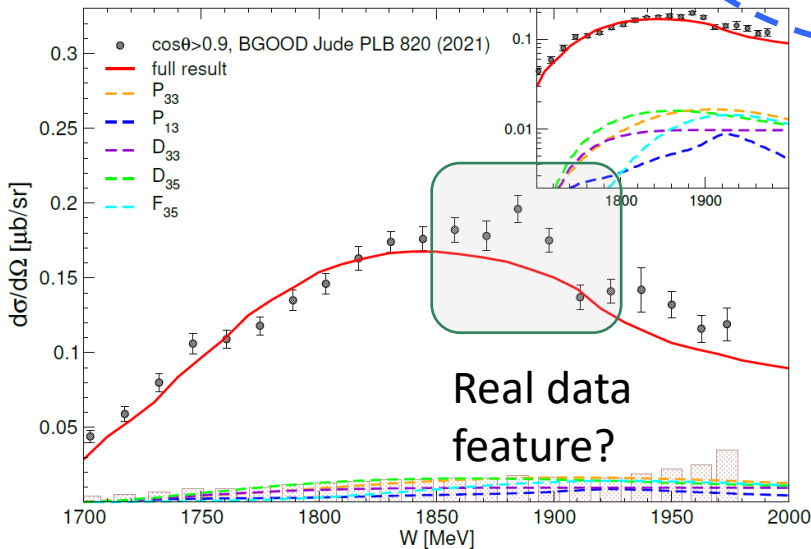 cosθ>0.9, BGOOD Jude PLB 820 (2021)
full result
P33
P13
D33
D35
F35
0.3
0.25
0.2
0.15
0.1
0.05
dσ/dΩ [μb/sr]
0.1
0.01
1800
1900
Real data
feature?
1700
1750
1800
1850
1900
1950
2000
W [MeV]